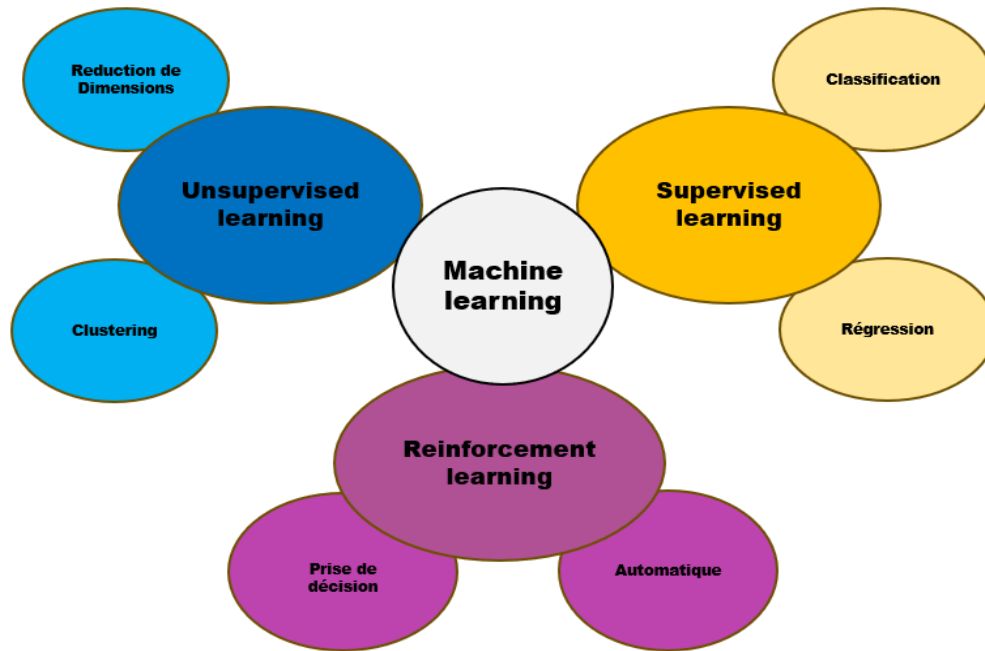 Reduction de
Dimensions
Classification
Unsupervised
learning
Supervised
learning
Machine
learning
Clustering
Régression
Reinforcement
learning
Prise de
décision
Automatique